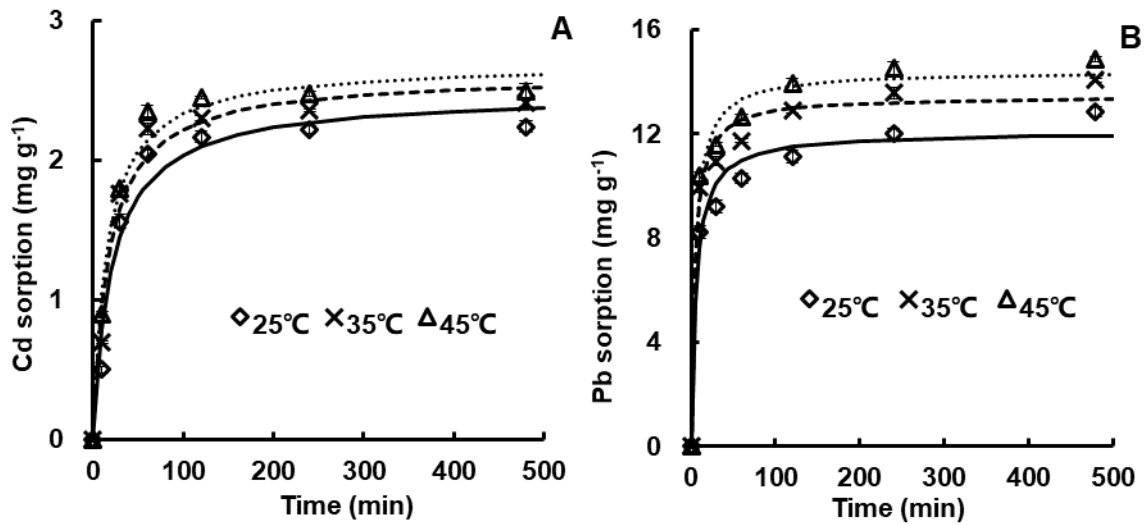 A
3
2
1
0
0 100 200 300 400 500
Cd sorption (mg g-1)
Time (min)
25℃ 35℃ 45℃
B
16
12
8
4
0
0 100 200 300 400 500
Pb sorption (mg g-1)
Time (min)
25℃ 35℃ 45℃